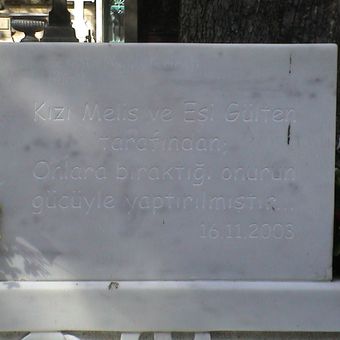 Kızı Melis ve Eşi Gülten
tarafından;
Onlara bıraktığı onurun
gücüyle yaptırılmıştır...
16.11.2003